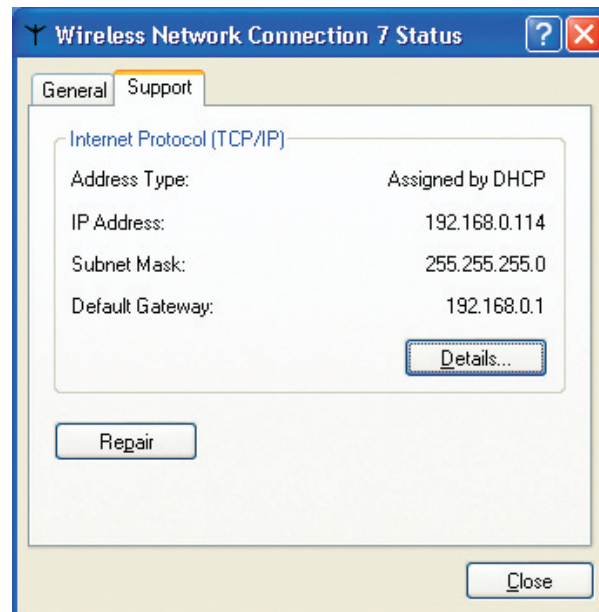 Wireless Network Connection 7 Status
General Support
Internet Protocol (TCP/IP)
Address Type: Assigned by DHCP
IP Address: 192.168.0.114
Subnet Mask: 255.255.255.0
Default Gateway: 192.168.0.1
Details...
Repair
Close